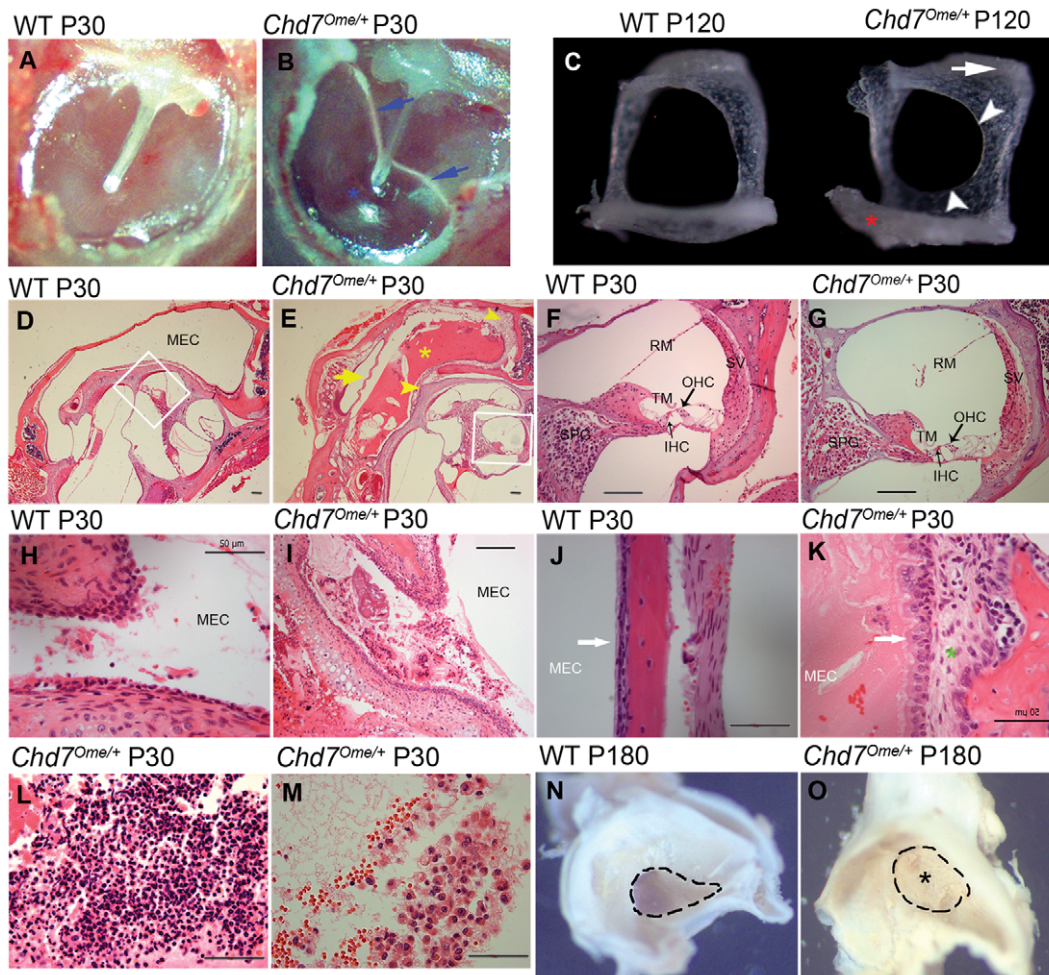 WT P30
Chd7Ome/+ P30
WT P120
Chd7Ome/+ P120
A
B
C
*
*
WT P30
Chd7Ome/+ P30
WT P30
Chd7Ome/+ P30
D
MEC
E
*
F
RM
SV
TM
OHC
SPG
IHC
G
RM
SV
TM
OHC
SPG
IHC
WT P30
Chd7Ome/+ P30
WT P30
Chd7Ome/+ P30
H
50 μm
MEC
I
MEC
J
MEC
K
MEC
*
50 μm
Chd7Ome/+ P30
Chd7Ome/+ P30
WT P180
Chd7Ome/+ P180
L
M
N
O
*